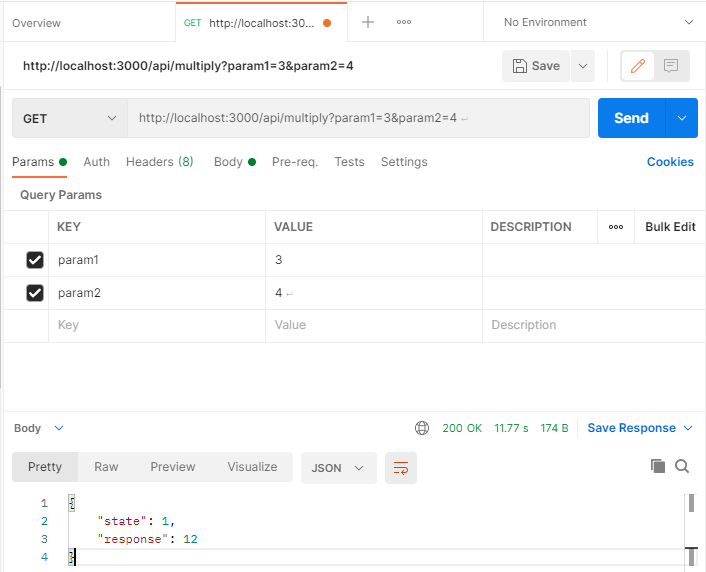 Overview GET http://localhost:30... No Environment
http://localhost:3000/api/multiply?param1=3&param2=4 Save
GET http://localhost:3000/api/multiply?param1=3&param2=4 Send
Params Auth Headers (8) Body Pre-req. Tests Settings Cookies
Query Params
KEY VALUE DESCRIPTION Bulk Edit
param1 3
param2 4
Key Value Description
Body 200 OK 11.77 s 174 B Save Response
Pretty Raw Preview Visualize JSON
1 {
2 "state": 1,
3 "response": 12
4 }